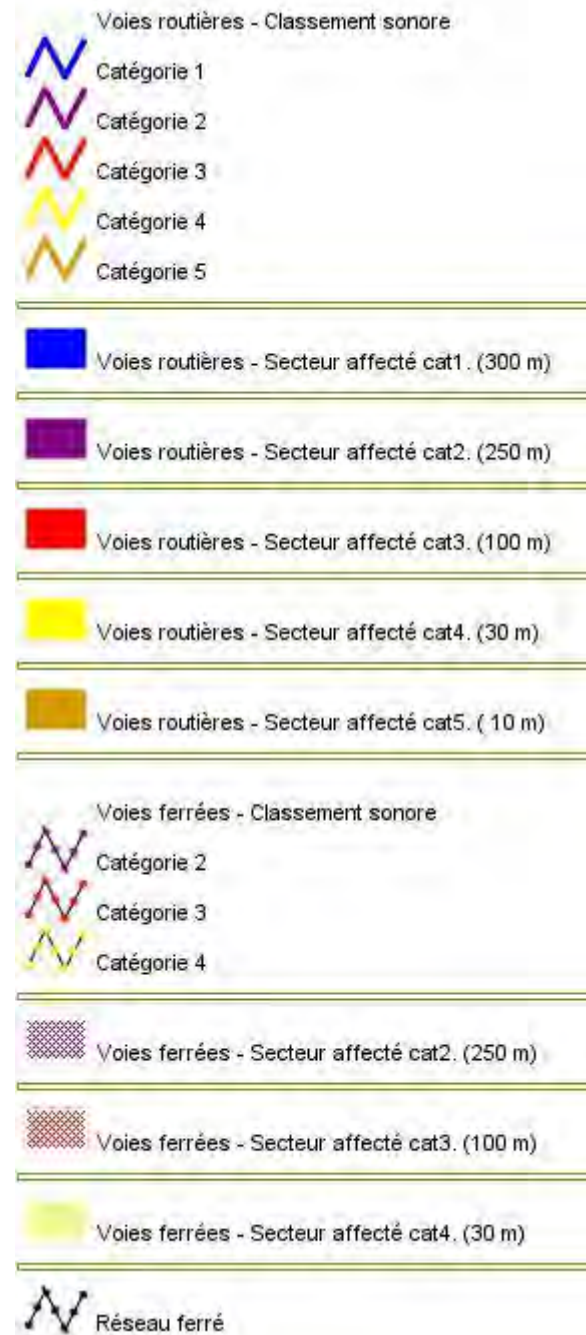 Voies routières - Classement sonore
Catégorie 1
Catégorie 2
Catégorie 3
Catégorie 4
Catégorie 5
Voies routières - Secteur affecté cat1. (300 m)
Voies routières - Secteur affecté cat2. (250 m)
Voies routières - Secteur affecté cat3. (100 m)
Voies routières - Secteur affecté cat4. (30 m)
Voies routières - Secteur affecté cat5. ( 10 m)
Voies ferrées - Classement sonore
Catégorie 2
Catégorie 3
Catégorie 4
Voies ferrées - Secteur affecté cat2. (250 m)
Voies ferrées - Secteur affecté cat3. (100 m)
Voies ferrées - Secteur affecté cat4. (30 m)
Réseau ferré